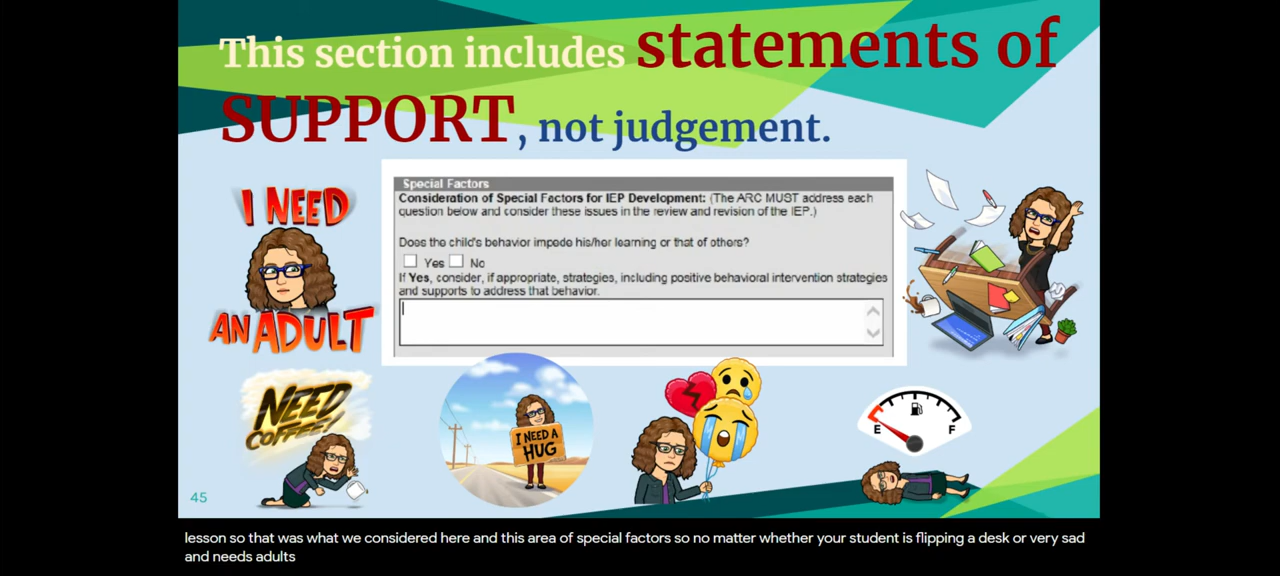 This section includes statements of
SUPPORT, not judgement.
I NEED
AN ADULT
Special Factors
Consideration of Special Factors for IEP Development: (The ARC MUST address each
question below and consider these issues in the review and revision of the IEP.)
Does the child's behavior impede his/her learning or that of others?
Yes No
If Yes, consider, if appropriate, strategies, including positive behavioral intervention strategies
and supports to address that behavior.
NEED
COFFEE!
I NEED A
HUG
E F
45
lesson so that was what we considered here and this area of special factors so no matter whether your student is flipping a desk or very sad
and needs adults